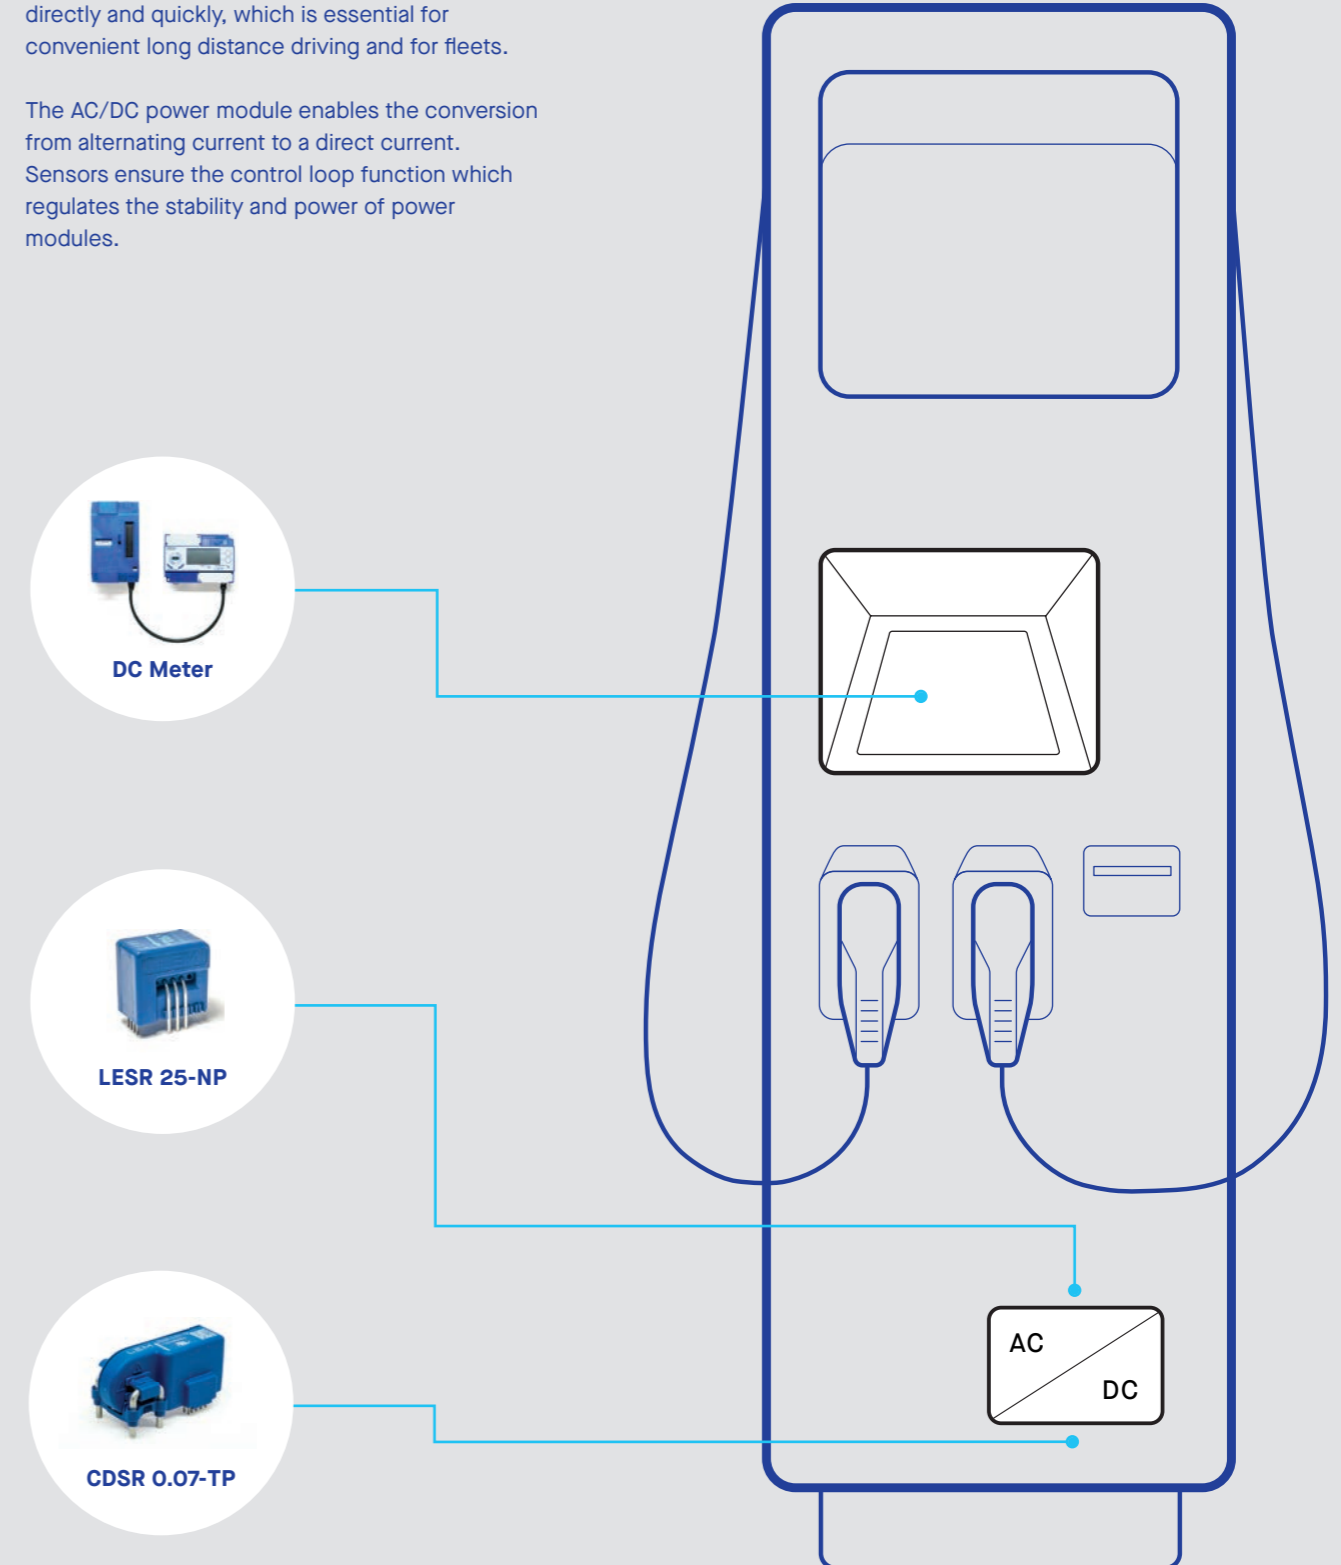 directly and quickly, which is essential for
convenient long distance driving and for fleets.
The AC/DC power module enables the conversion
from alternating current to a direct current.
Sensors ensure the control loop function which
regulates the stability and power of power
modules.
DC Meter
LESR 25-NP
AC
DC
CDSR 0.07-TP